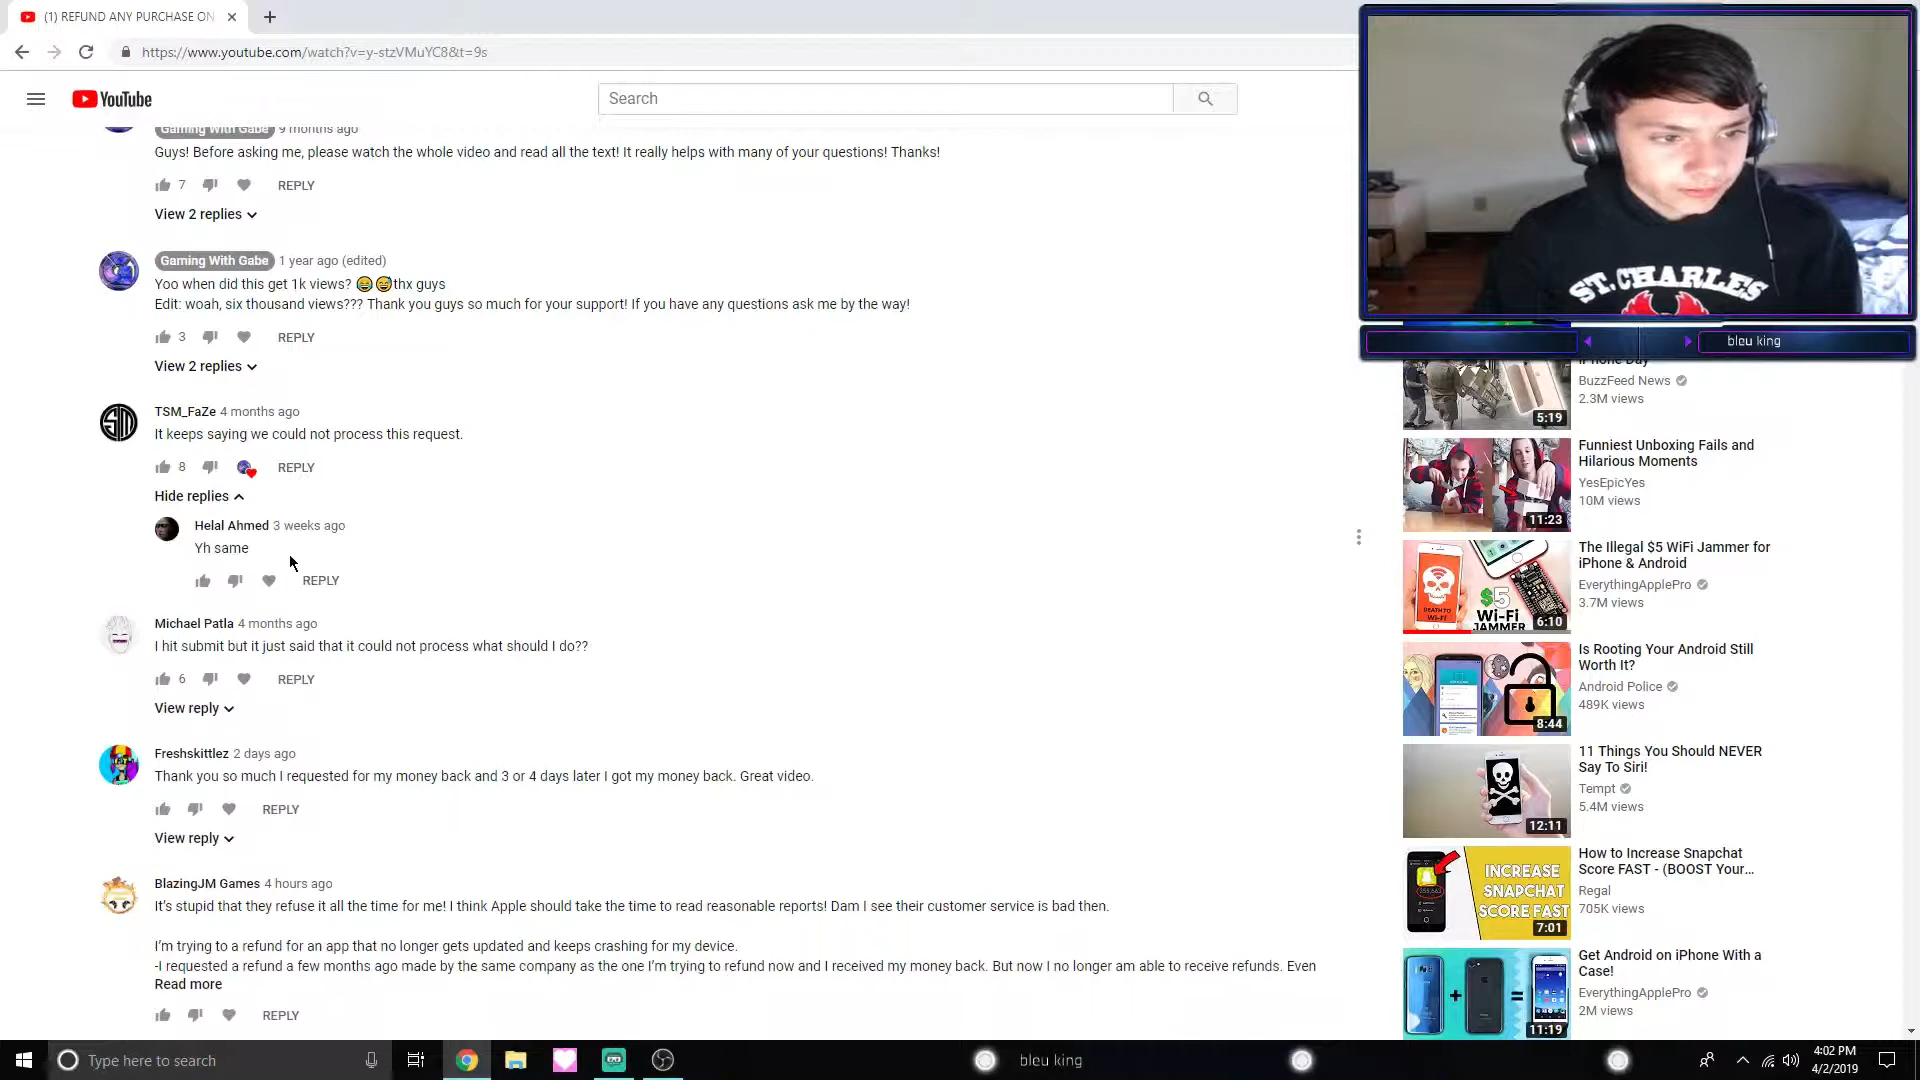 (1) REFUND ANY PURCHASE ON
https://www.youtube.com/watch?v=y-stzVMuYC8&t=9s
YouTube
Search
Gaming With Gabe 9 months ago
Guys! Before asking me, please watch the whole video and read all the text! It really helps with many of your questions! Thanks!
7 REPLY
View 2 replies
Gaming With Gabe 1 year ago (edited)
Yoo when did this get 1k views? 😂😅thx guys
Edit: woah, six thousand views??? Thank you guys so much for your support! If you have any questions ask me by the way!
3 REPLY
View 2 replies
TSM_FaZe 4 months ago
It keeps saying we could not process this request.
8 REPLY
Hide replies
Helal Ahmed 3 weeks ago
Yh same
REPLY
Michael Patla 4 months ago
I hit submit but it just said that it could not process what should I do??
6 REPLY
View reply
Freshskittlez 2 days ago
Thank you so much I requested for my money back and 3 or 4 days later I got my money back. Great video.
REPLY
View reply
BlazingJM Games 4 hours ago
It's stupid that they refuse it all the time for me! I think Apple should take the time to read reasonable reports! Dam I see their customer service is bad then.
I'm trying to a refund for an app that no longer gets updated and keeps crashing for my device.
-I requested a refund a few months ago made by the same company as the one I'm trying to refund now and I received my money back. But now I no longer am able to receive refunds. Even
Read more
REPLY
ST. CHARLES
bleu king
iPhone Day
BuzzFeed News
2.3M views
5:19
Funniest Unboxing Fails and
Hilarious Moments
YesEpicYes
10M views
11:23
The Illegal $5 WiFi Jammer for
iPhone & Android
EverythingApplePro
3.7M views
DEATH TO
WI-FI
$5
Wi-Fi
JAMMER
6:10
Is Rooting Your Android Still
Worth It?
Android Police
489K views
8:44
11 Things You Should NEVER
Say To Siri!
Tempt
5.4M views
12:11
How to Increase Snapchat
Score FAST - (BOOST Your...
Regal
705K views
INCREASE
SNAPCHAT
SCORE FAST
7:01
Get Android on iPhone With a
Case!
EverythingApplePro
2M views
11:19
Type here to search
bleu king
4:02 PM
4/2/2019